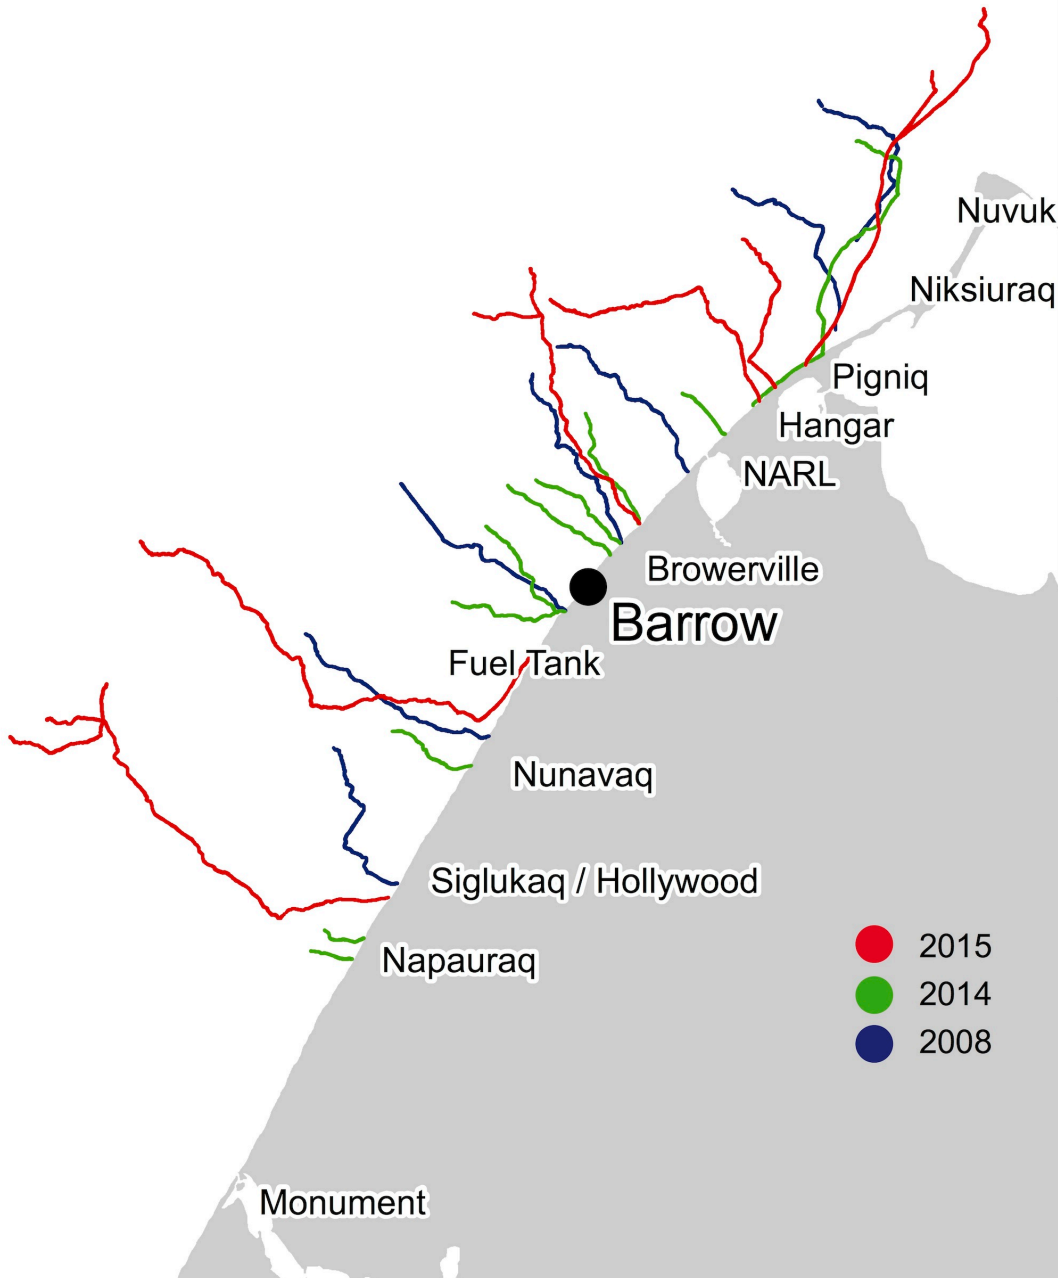 Nuvuk
Niksiuraq
Pigniq
Hangar
NARL
Browerville
Barrow
Fuel Tank
Nunavaq
Siglukaq / Hollywood
Napauraq
2015
2014
2008
Monument